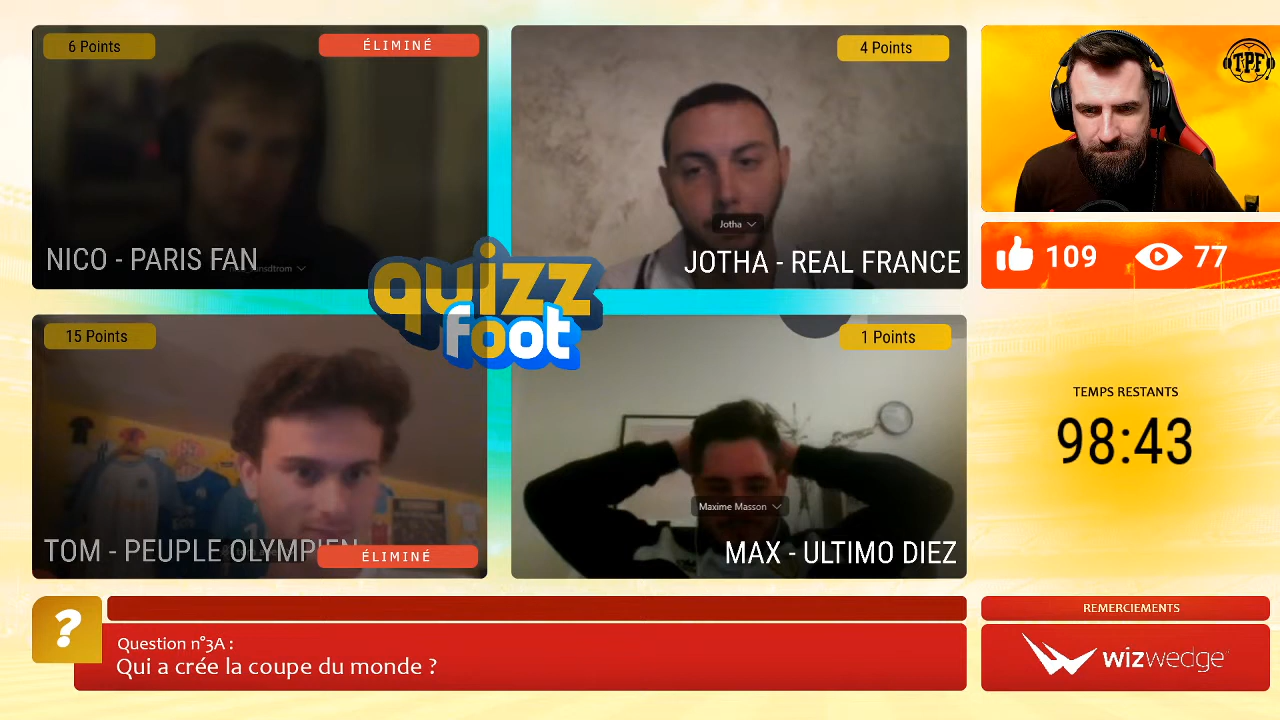 6 Points
ÉLIMINÉ
NICO - PARIS FAN
4 Points
Jotha
JOTHA - REAL FRANCE
TPF
109
77
quizz
foot
15 Points
TOM - PEUPLE OLYMPIEN
ÉLIMINÉ
1 Points
Maxime Masson
MAX - ULTIMO DIEZ
TEMPS RESTANTS
98:43
?
Question n°3A :
Qui a crée la coupe du monde ?
REMERCIEMENTS
wizwedge